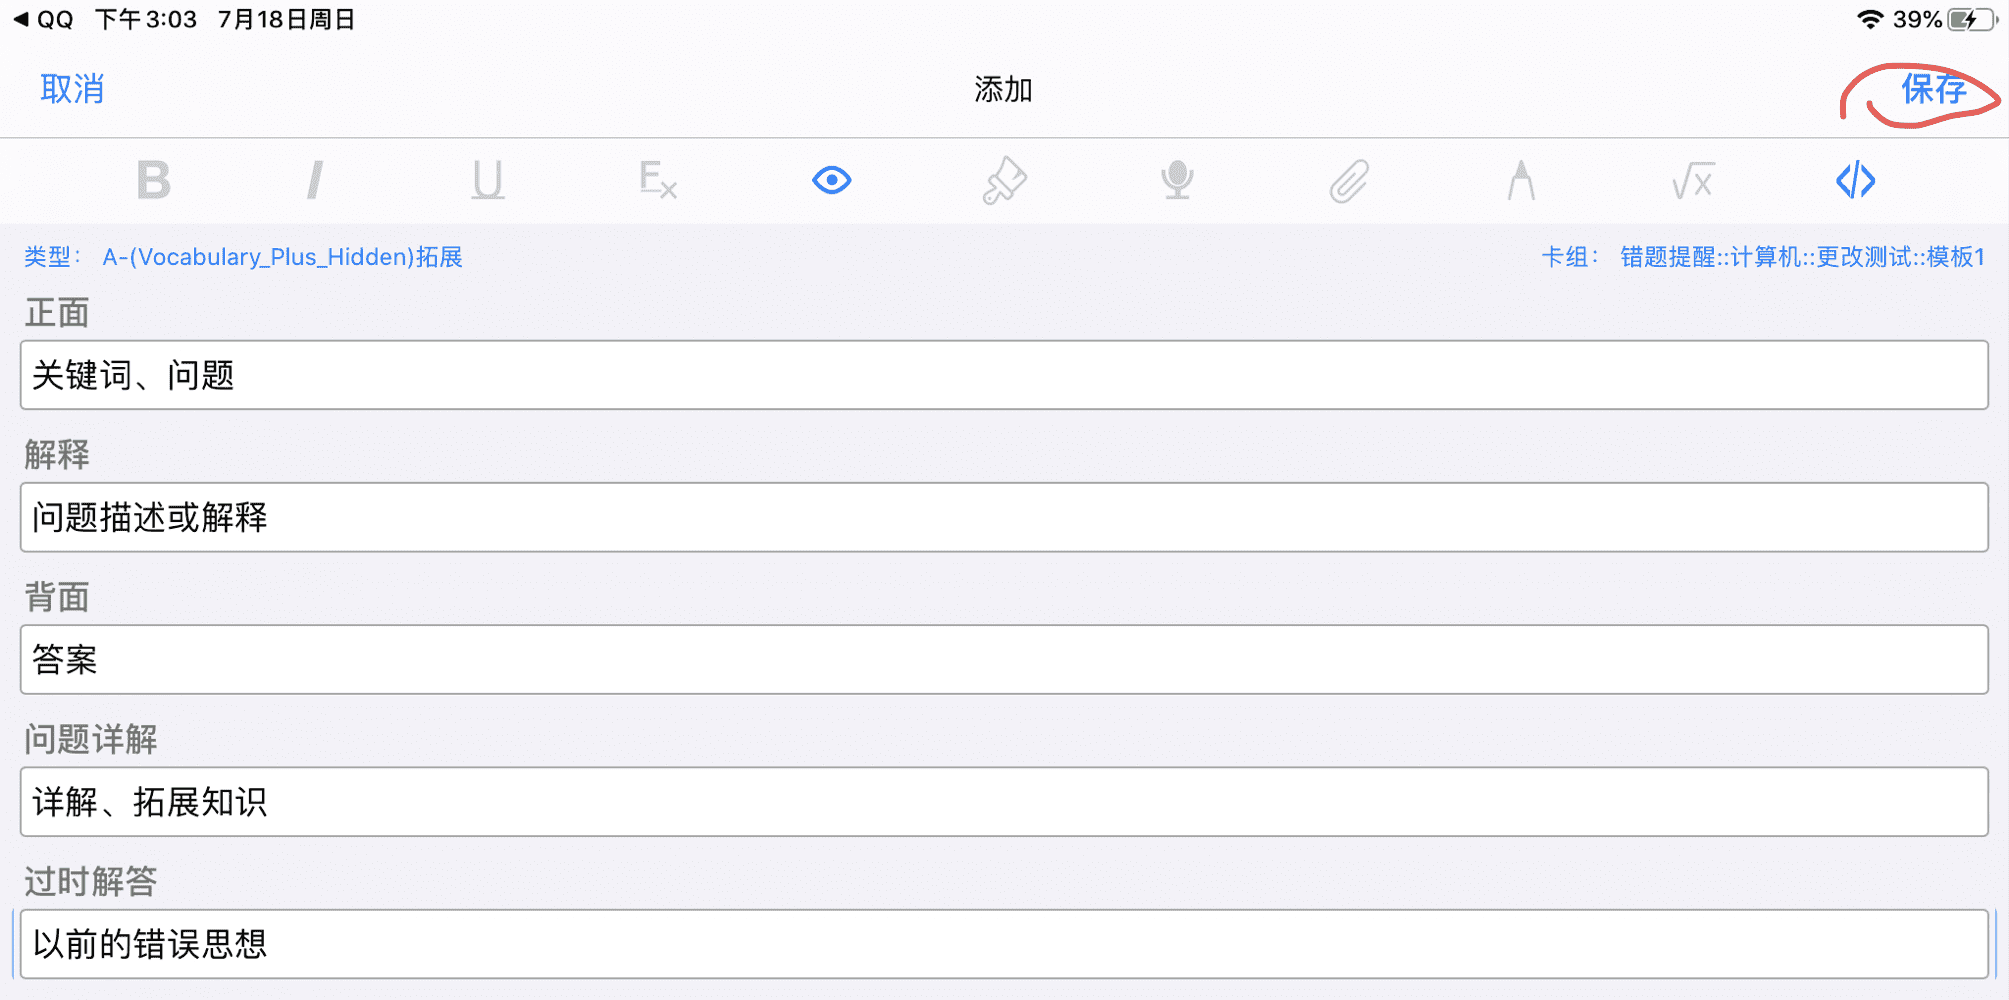 ◀ QQ 下午3:03 7月18日周日 39%
取消 添加 保存
B I U Ex A √x </>
类型： A-(Vocabulary_Plus_Hidden)拓展 卡组： 错题提醒::计算机::更改测试::模板1
正面
关键词、问题
解释
问题描述或解释
背面
答案
问题详解
详解、拓展知识
过时解答
以前的错误思想